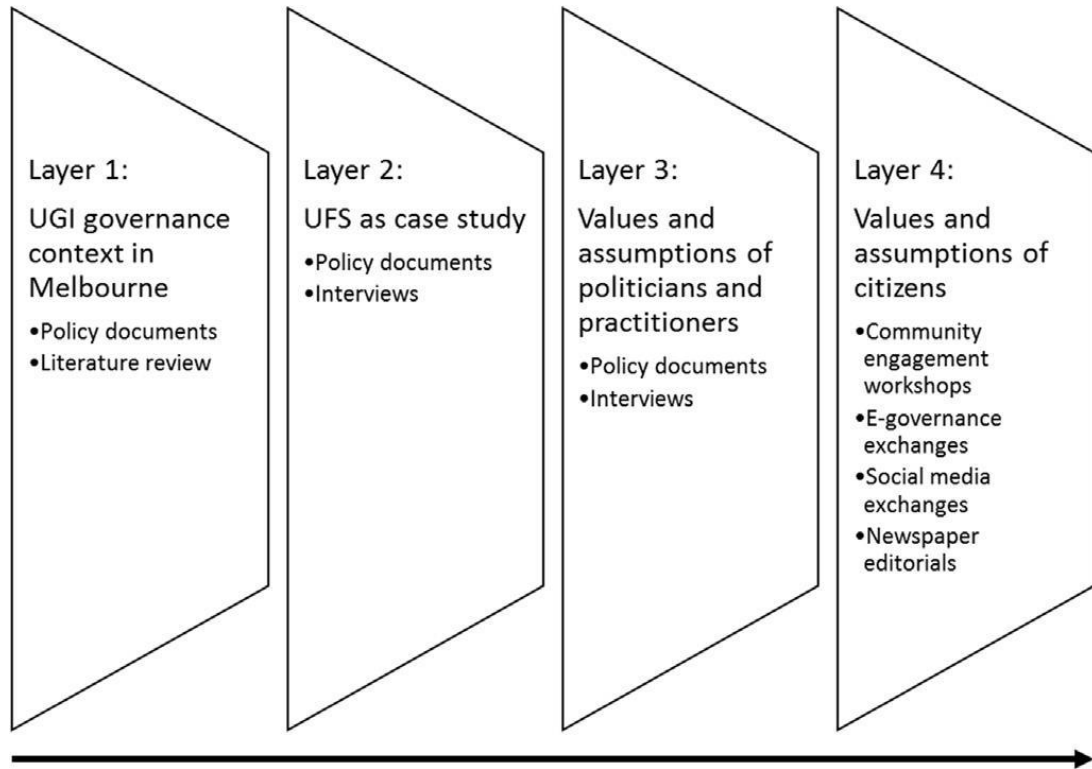 Layer 1:
UGI governance
context in
Melbourne
•Policy documents
•Literature review
Layer 2:
UFS as case study
•Policy documents
•Interviews
Layer 3:
Values and
assumptions of
politicians and
practitioners
•Policy documents
•Interviews
Layer 4:
Values and
assumptions of
citizens
•Community
engagement
workshops
•E-governance
exchanges
•Social media
exchanges
•Newspaper
editorials